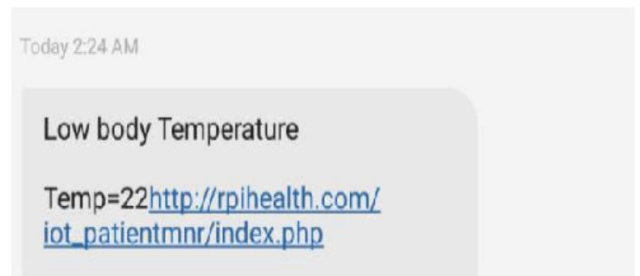 Today 2:24 AM
Low body Temperature
Temp=22http://rpihealth.com/
iot_patientmnr/index.php